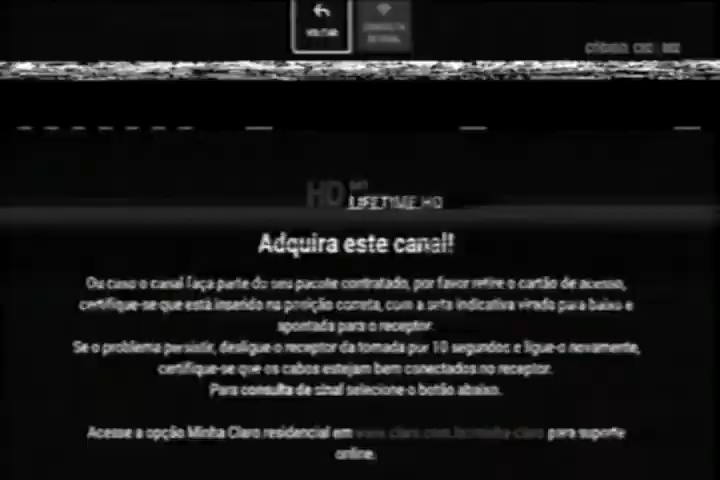 VOLTAR
CONSULTA
DE SINAL
HD
LIFETIME HD
Adquira este canal!
Ou caso o canal faça parte do seu pacote contratado, por favor retire o cartão de acesso,
certifique-se que está inserido na posição correta, com a seta indicativa virada para baixo e
apontada para o receptor.
Se o problema persistir, desligue o receptor da tomada por 10 segundos e ligue-o novamente,
certifique-se que os cabos estejam bem conectados no receptor.
Para consulta de sinal selecione o botão abaixo.
Acesse a opção Minha Claro residencial em para suporte
online.